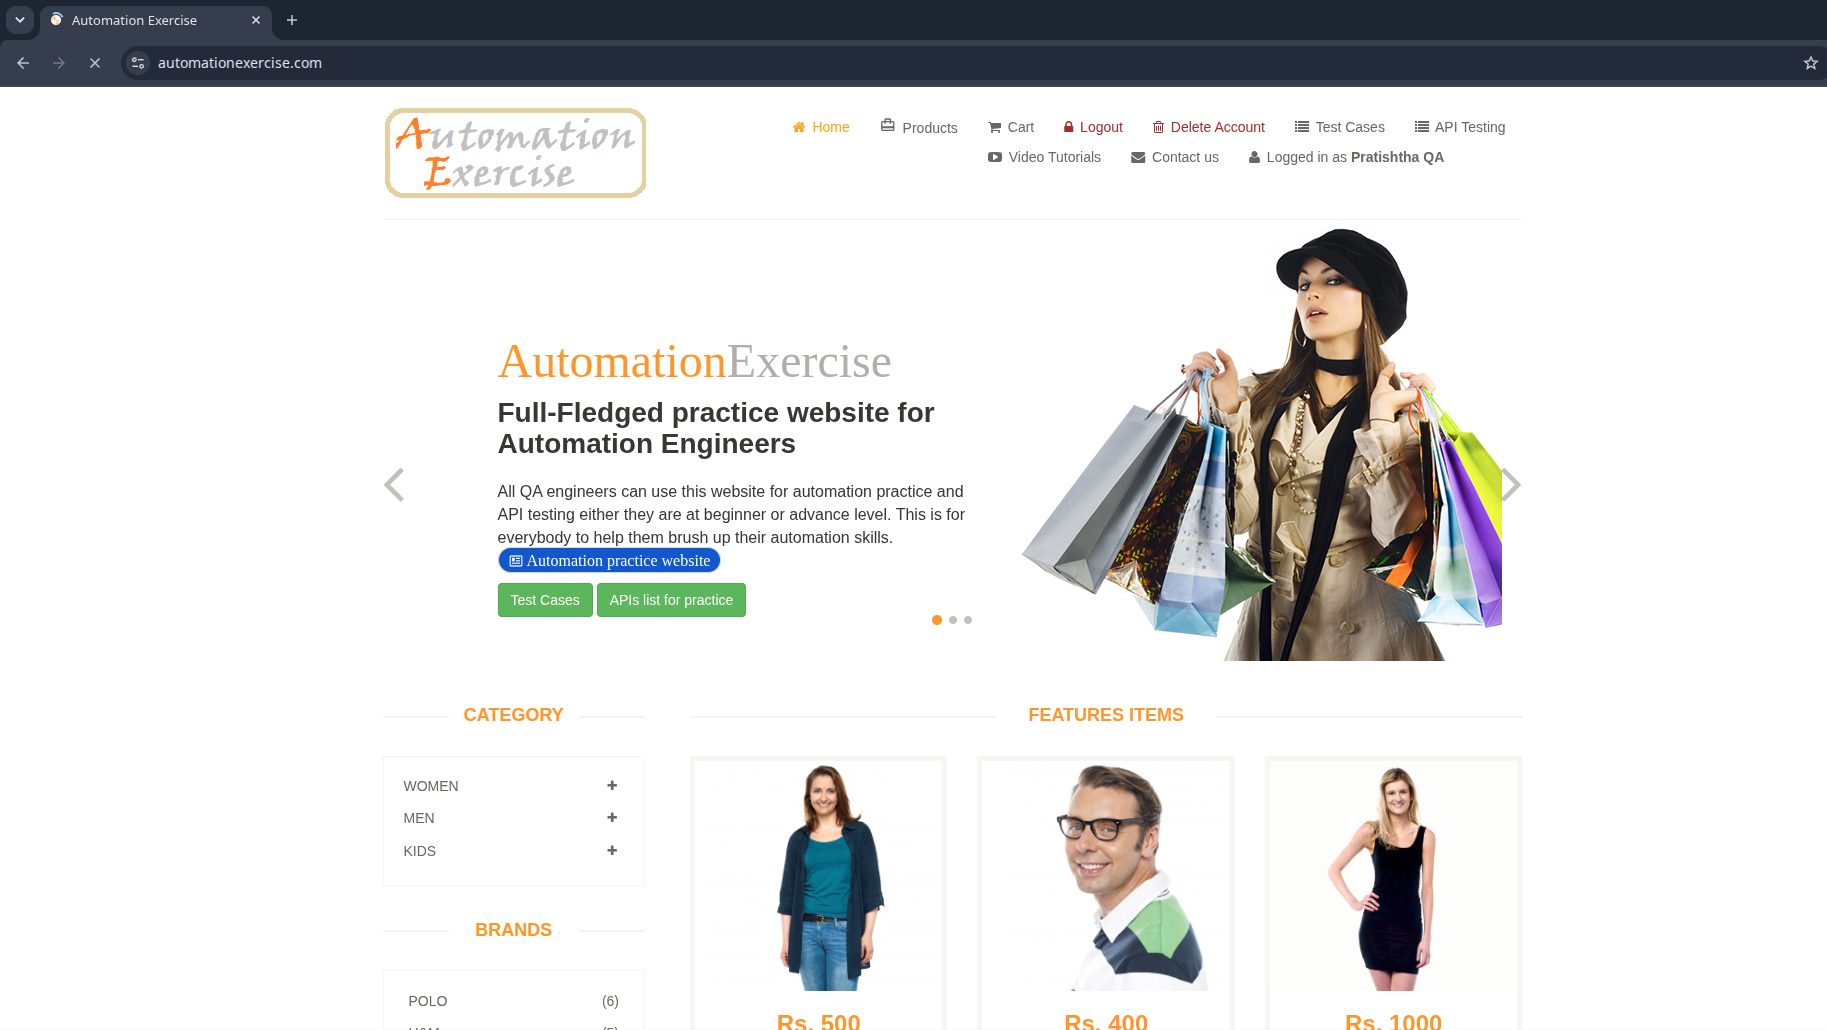 Automation Exercise
automationexercise.com
Automation
Exercise
Home
Products
Cart
Logout
Delete Account
Test Cases
API Testing
Video Tutorials
Contact us
Logged in as Pratishtha QA
AutomationExercise
Full-Fledged practice website for
Automation Engineers
All QA engineers can use this website for automation practice and
API testing either they are at beginner or advance level. This is for
everybody to help them brush up their automation skills.
Automation practice website
Test Cases
APIs list for practice
CATEGORY
WOMEN
MEN
KIDS
BRANDS
POLO (6)
FEATURES ITEMS
Rs. 500
Rs. 400
Rs. 1000